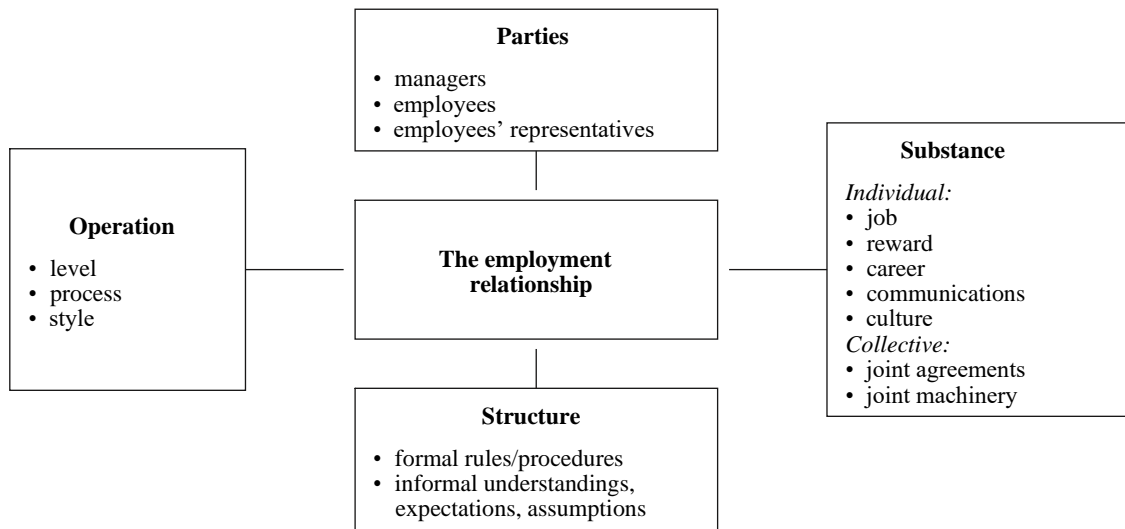 Parties
• managers
• employees
• employees’ representatives
Operation
• level
• process
• style
The employment
relationship
Substance
Individual:
• job
• reward
• career
• communications
• culture
Collective:
• joint agreements
• joint machinery
Structure
• formal rules/procedures
• informal understandings,
expectations, assumptions